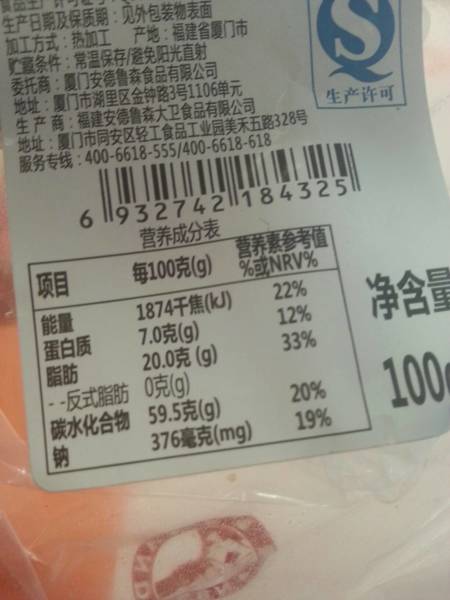 生产日期及保质期：见外包装物表面
加工方式：热加工 产地：福建省厦门市
贮藏条件：常温保存/避免阳光直射
委托商：厦门安德鲁森食品有限公司
地址：厦门市湖里区金钟路3号1106单元
生产商：福建安德鲁森大卫食品有限公司
地址：厦门市同安区轻工食品工业园美禾五路328号
服务专线：400-6618-555/400-6618-618
生产许可
6 932742 184325
营养成分表
项目 每100克(g) 营养素参考值%或NRV%
能量 1874千焦(kJ) 22%
蛋白质 7.0克(g) 12%
脂肪 20.0克(g) 33%
--反式脂肪 0克(g)
碳水化合物 59.5克(g) 20%
钠 376毫克(mg) 19%
净含量
100